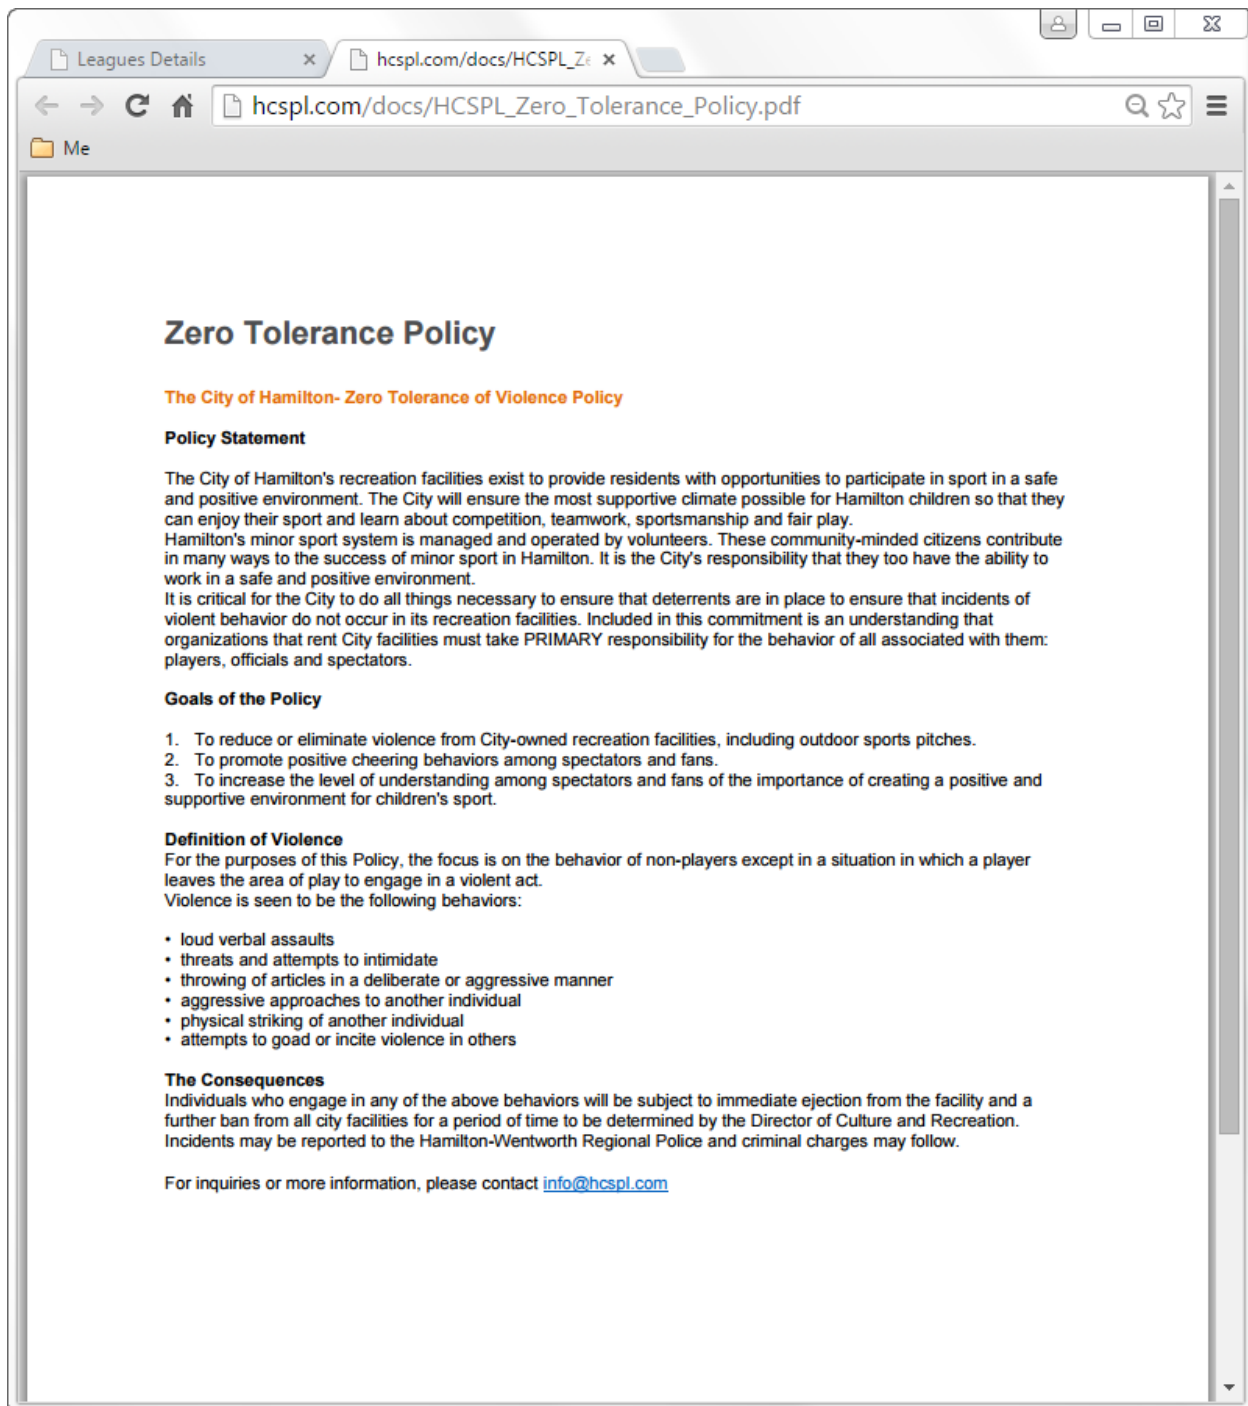 Leagues Details
hcspl.com/docs/HCSPL_Ze
hcspl.com/docs/HCSPL_Zero_Tolerance_Policy.pdf
Me
Zero Tolerance Policy
The City of Hamilton- Zero Tolerance of Violence Policy
Policy Statement
The City of Hamilton's recreation facilities exist to provide residents with opportunities to participate in sport in a safe
and positive environment. The City will ensure the most supportive climate possible for Hamilton children so that they
can enjoy their sport and learn about competition, teamwork, sportsmanship and fair play.
Hamilton's minor sport system is managed and operated by volunteers. These community-minded citizens contribute
in many ways to the success of minor sport in Hamilton. It is the City's responsibility that they too have the ability to
work in a safe and positive environment.
It is critical for the City to do all things necessary to ensure that deterrents are in place to ensure that incidents of
violent behavior do not occur in its recreation facilities. Included in this commitment is an understanding that
organizations that rent City facilities must take PRIMARY responsibility for the behavior of all associated with them:
players, officials and spectators.
Goals of the Policy
1. To reduce or eliminate violence from City-owned recreation facilities, including outdoor sports pitches.
2. To promote positive cheering behaviors among spectators and fans.
3. To increase the level of understanding among spectators and fans of the importance of creating a positive and
supportive environment for children's sport.
Definition of Violence
For the purposes of this Policy, the focus is on the behavior of non-players except in a situation in which a player
leaves the area of play to engage in a violent act.
Violence is seen to be the following behaviors:
• loud verbal assaults
• threats and attempts to intimidate
• throwing of articles in a deliberate or aggressive manner
• aggressive approaches to another individual
• physical striking of another individual
• attempts to goad or incite violence in others
The Consequences
Individuals who engage in any of the above behaviors will be subject to immediate ejection from the facility and a
further ban from all city facilities for a period of time to be determined by the Director of Culture and Recreation.
Incidents may be reported to the Hamilton-Wentworth Regional Police and criminal charges may follow.
For inquiries or more information, please contact info@hcspl.com